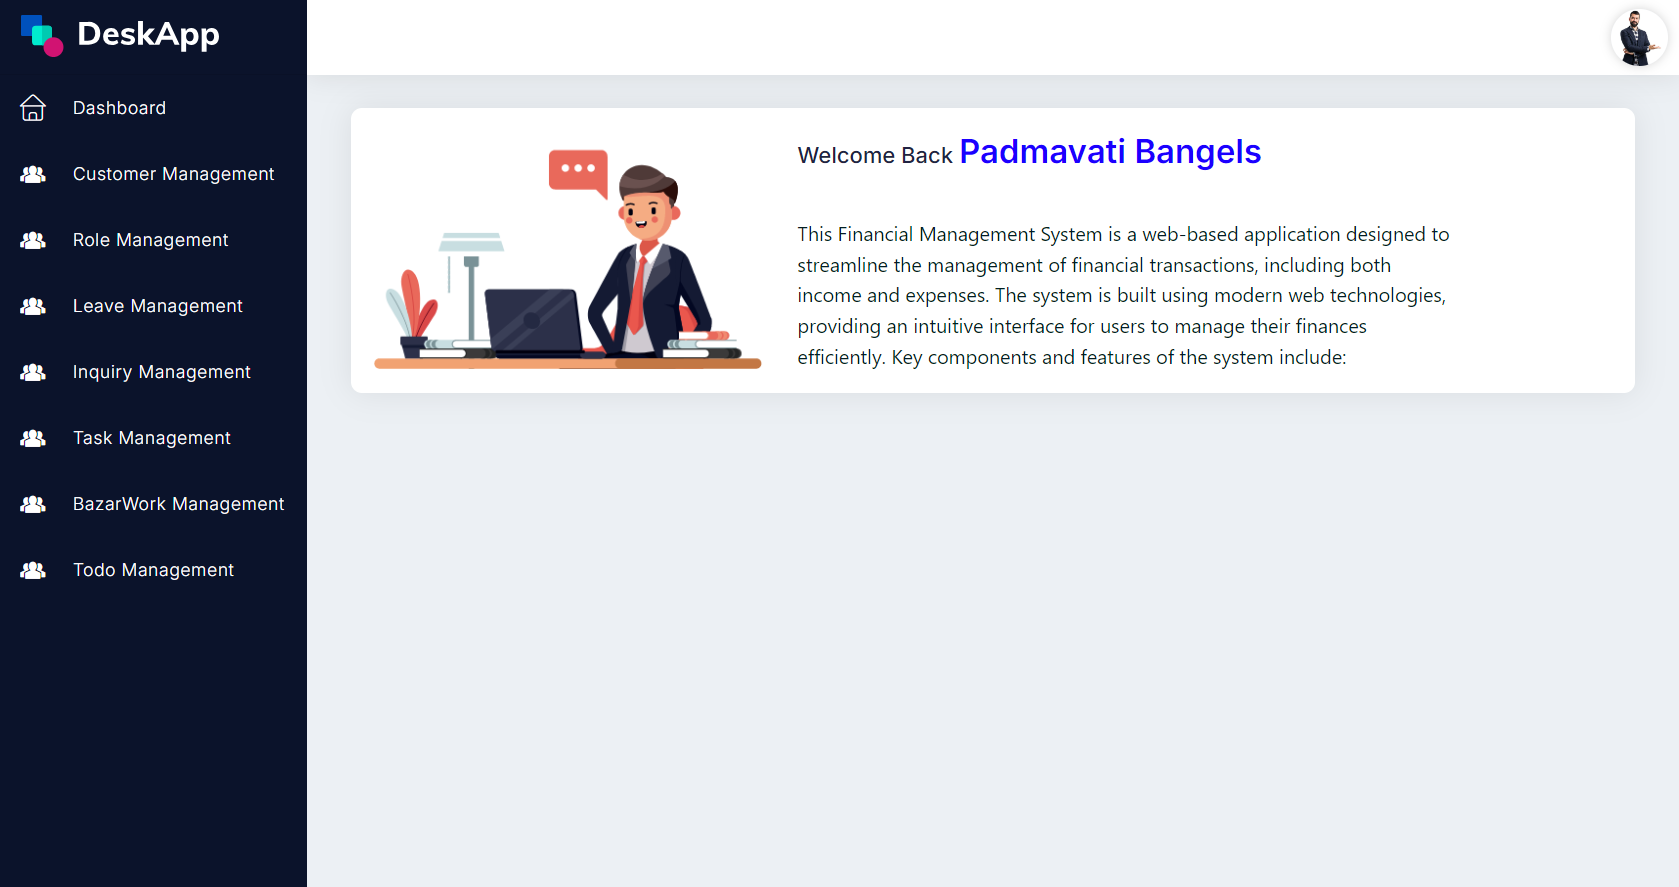 DeskApp
Dashboard
Customer Management
Role Management
Leave Management
Inquiry Management
Task Management
BazarWork Management
Todo Management
Welcome Back Padmavati Bangels
This Financial Management System is a web-based application designed to
streamline the management of financial transactions, including both
income and expenses. The system is built using modern web technologies,
providing an intuitive interface for users to manage their finances
efficiently. Key components and features of the system include: